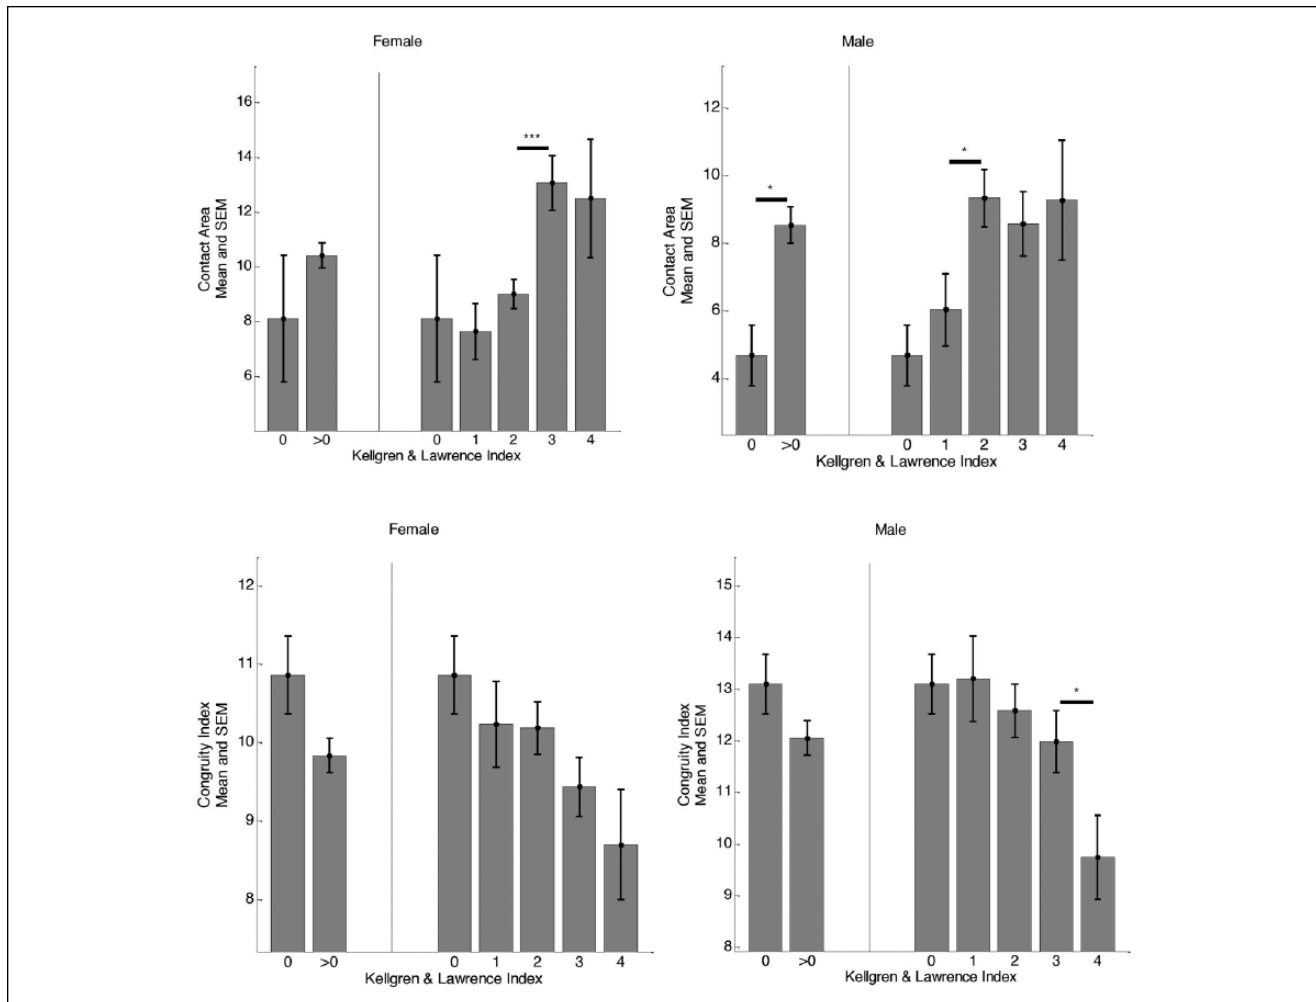 Female
16
14
12
10
8
6
Contact Area
Mean and SEM
***
0 >0 0 1 2 3 4
Kellgren & Lawrence Index
Male
12
10
8
6
4
Contact Area
Mean and SEM
*
*
0 >0 0 1 2 3 4
Kellgren & Lawrence Index
Female
12
11
10
9
8
Congruity Index
Mean and SEM
0 >0 0 1 2 3 4
Kellgren & Lawrence Index
Male
15
14
13
12
11
10
9
8
Congruity Index
Mean and SEM
*
0 >0 0 1 2 3 4
Kellgren & Lawrence Index